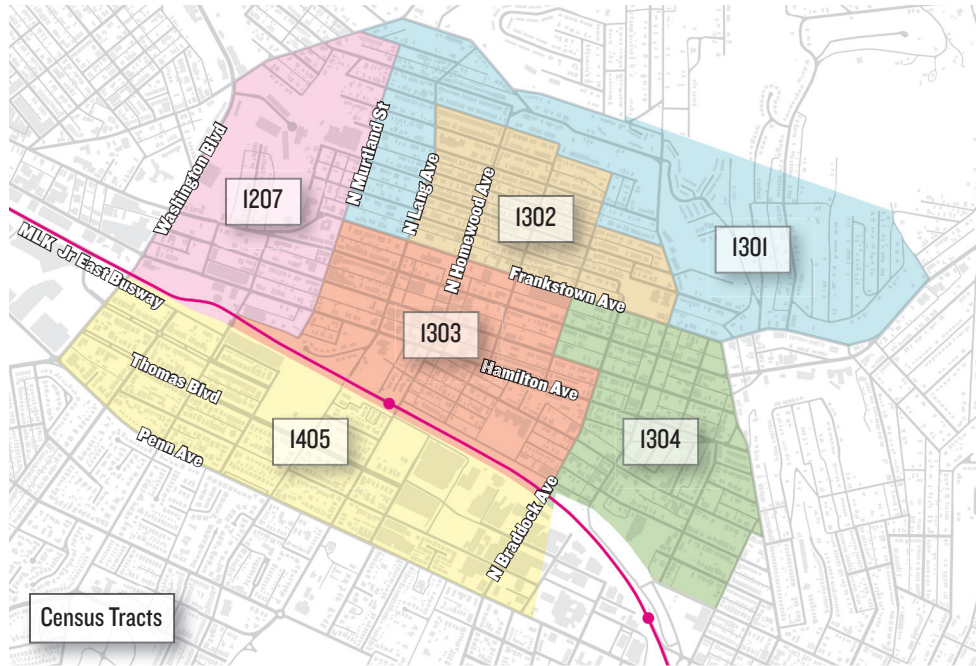 Washington Blvd
N Murtland St
N Lang Ave
N Homewood Ave
1207
1302
1301
MLK Jr East Busway
Frankstown Ave
1303
Hamilton Ave
Thomas Blvd
1405
1304
Penn Ave
N Braddock Ave
Census Tracts